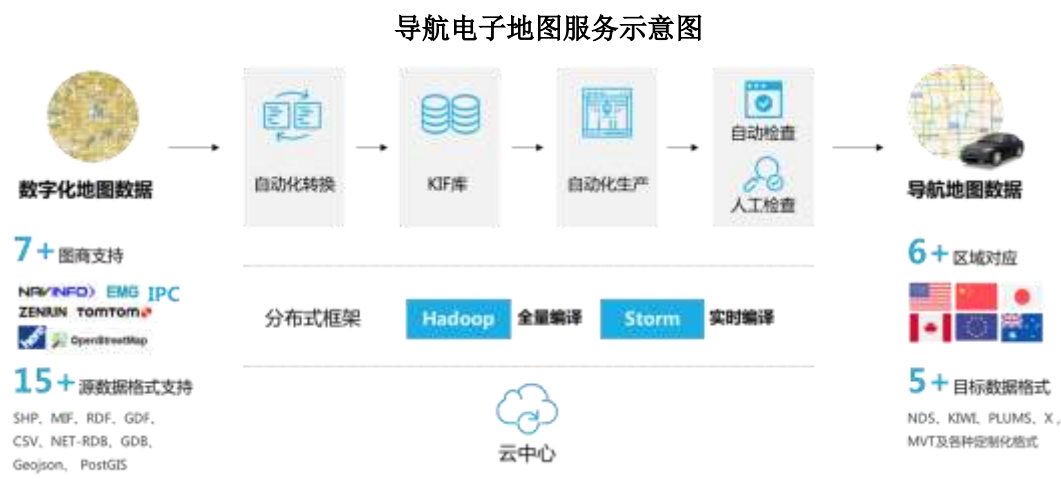 导航电子地图服务示意图
数字化地图数据
自动化转换
KIF库
自动化生产
自动检查
人工检查
导航地图数据
7+图商支持
NAVINFO EMG IPC
ZENRIN TOMTOM
OpenStreetMap
15+源数据格式支持
SHP、MIF、RDF、GDF、
CSV、NET-RDB、GDB、
Geojson、 PostGIS
分布式框架
Hadoop 全量编译 Storm 实时编译
云中心
6+区域对应
5+目标数据格式
NDS、KIWI、PLUMS、X,
MVT及各种定制化格式